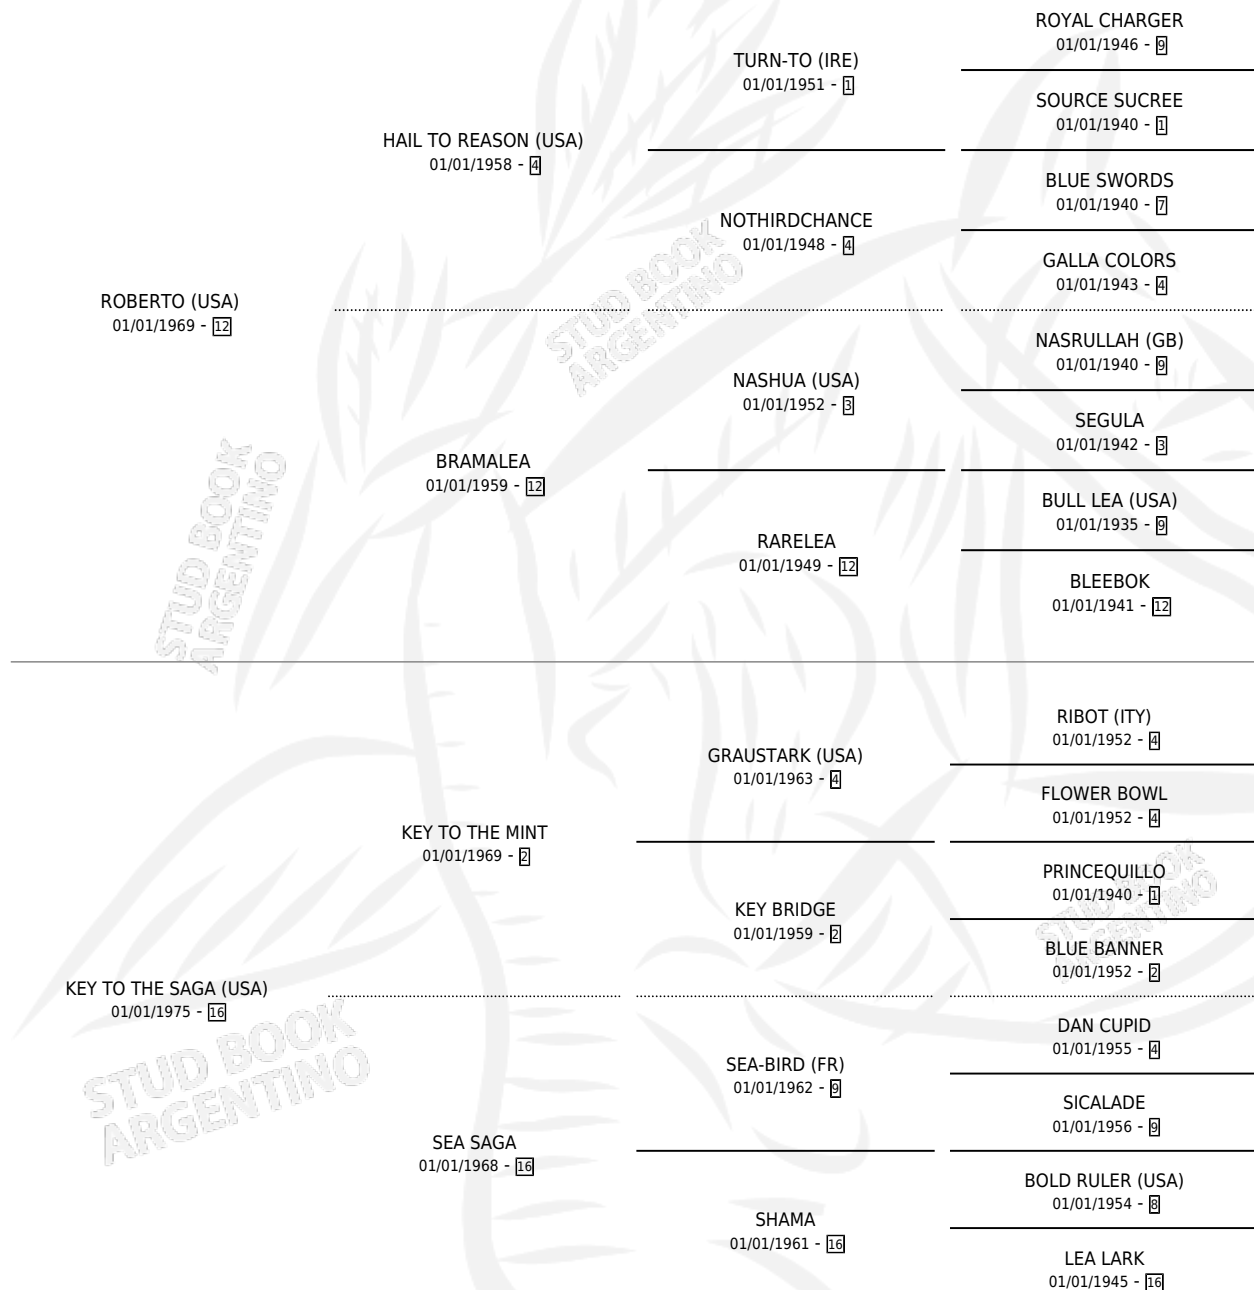 ROYAL CHARGER
01/01/1946 - 9
TURN-TO (IRE)
01/01/1951 - 1
SOURCE SUCREE
01/01/1940 - 1
HAIL TO REASON (USA)
01/01/1958 - 4
BLUE SWORDS
01/01/1940 - 7
NOTHIRDCHANCE
01/01/1948 - 4
GALLA COLORS
01/01/1943 - 4
ROBERTO (USA)
01/01/1969 - 12
NASRULLAH (GB)
01/01/1940 - 9
NASHUA (USA)
01/01/1952 - 3
SEGULA
01/01/1942 - 3
BRAMALEA
01/01/1959 - 12
BULL LEA (USA)
01/01/1935 - 9
RARELEA
01/01/1949 - 12
BLEEBOK
01/01/1941 - 12
RIBOT (ITY)
01/01/1952 - 4
GRAUSTARK (USA)
01/01/1963 - 4
FLOWER BOWL
01/01/1952 - 4
KEY TO THE MINT
01/01/1969 - 2
PRINCEQUILLO
01/01/1940 - 1
KEY BRIDGE
01/01/1959 - 2
BLUE BANNER
01/01/1952 - 2
KEY TO THE SAGA (USA)
01/01/1975 - 16
DAN CUPID
01/01/1955 - 4
SEA-BIRD (FR)
01/01/1962 - 9
SICALADE
01/01/1956 - 9
SEA SAGA
01/01/1968 - 16
BOLD RULER (USA)
01/01/1954 - 8
SHAMA
01/01/1961 - 16
LEA LARK
01/01/1945 - 16
STUD BOOK
ARGENTINO
STUD BOOK
ARGENTINO
STUD BOOK
ARGENTINO
STUD BOOK
ARGENTINO